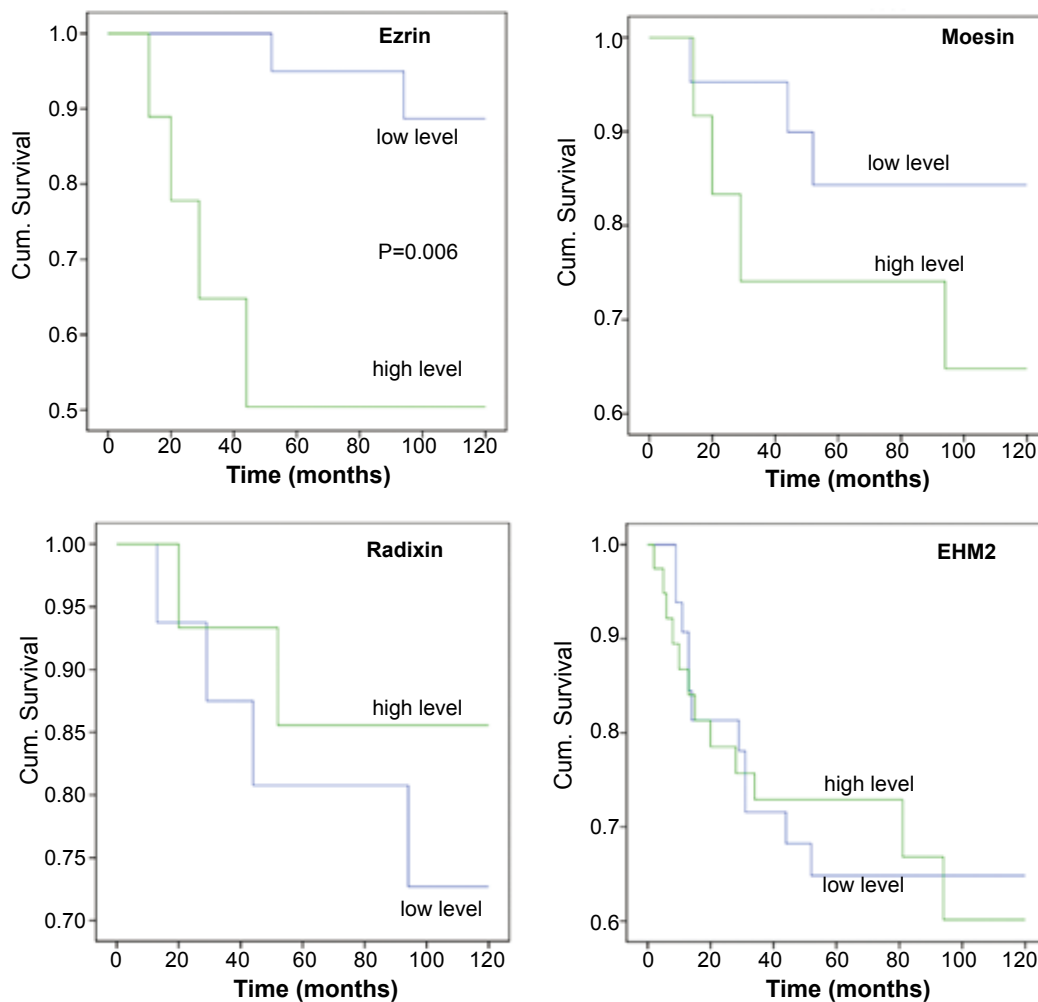 Ezrin
Cum. Survival
1.0
0.9
0.8
0.7
0.6
0.5
low level
P=0.006
high level
0 20 40 60 80 100 120
Time (months)
Moesin
Cum. Survival
1.0
0.9
0.8
0.7
0.6
low level
high level
0 20 40 60 80 100 120
Time (months)
Radixin
Cum. Survival
1.00
0.95
0.90
0.85
0.80
0.75
0.70
high level
low level
0 20 40 60 80 100 120
Time (months)
EHM2
Cum. Survival
1.0
0.9
0.8
0.7
0.6
high level
low level
0 20 40 60 80 100 120
Time (months)